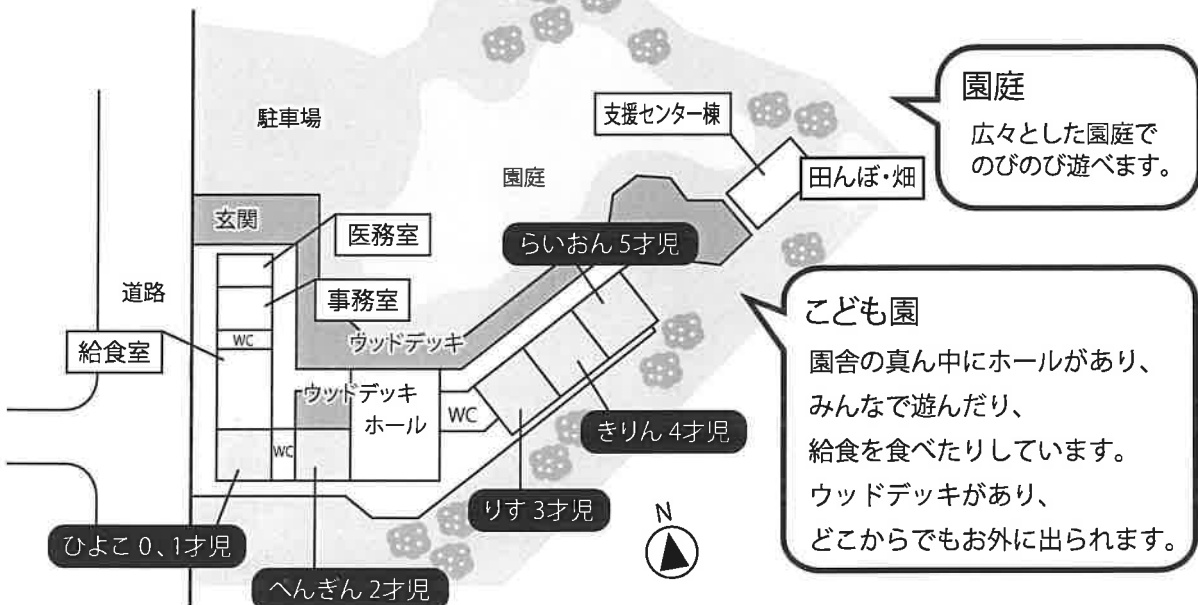 駐車場
支援センター棟
園庭
田んぼ・畑
園庭
広々とした園庭で
のびのび遊べます。
玄関
医務室
らいおん 5才児
道路
事務室
WC
給食室
ウッドデッキ
ウッドデッキ
ホール
WC
きりん 4才児
WC
りす 3才児
ひよこ 0、1才児
ぺんぎん 2才児
N
こども園
園舎の真ん中にホールがあり、
みんなで遊んだり、
給食を食べたりしています。
ウッドデッキがあり、
どこからでもお外に出られます。